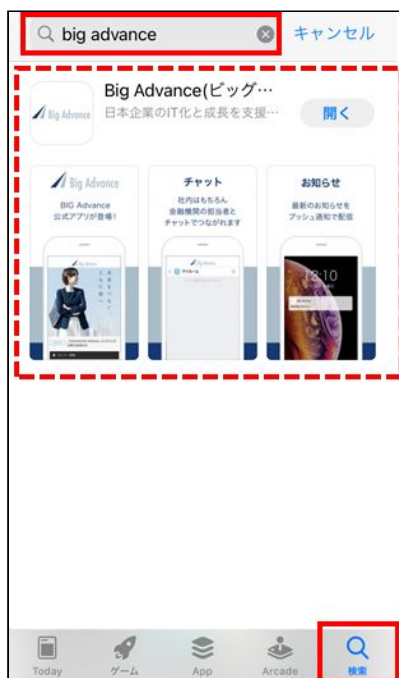 big advance
キャンセル
Big Advance(ビッグ…
日本企業のIT化と成長を支援…
開く
Big Advance
Big Advance
BIG Advance
公式アプリが登場!
チャット
社内はもちろん
金融機関の担当者と
チャットでつながれます
お知らせ
最新のお知らせを
プッシュ通知で配信
Today
ゲーム
App
Arcade
検索